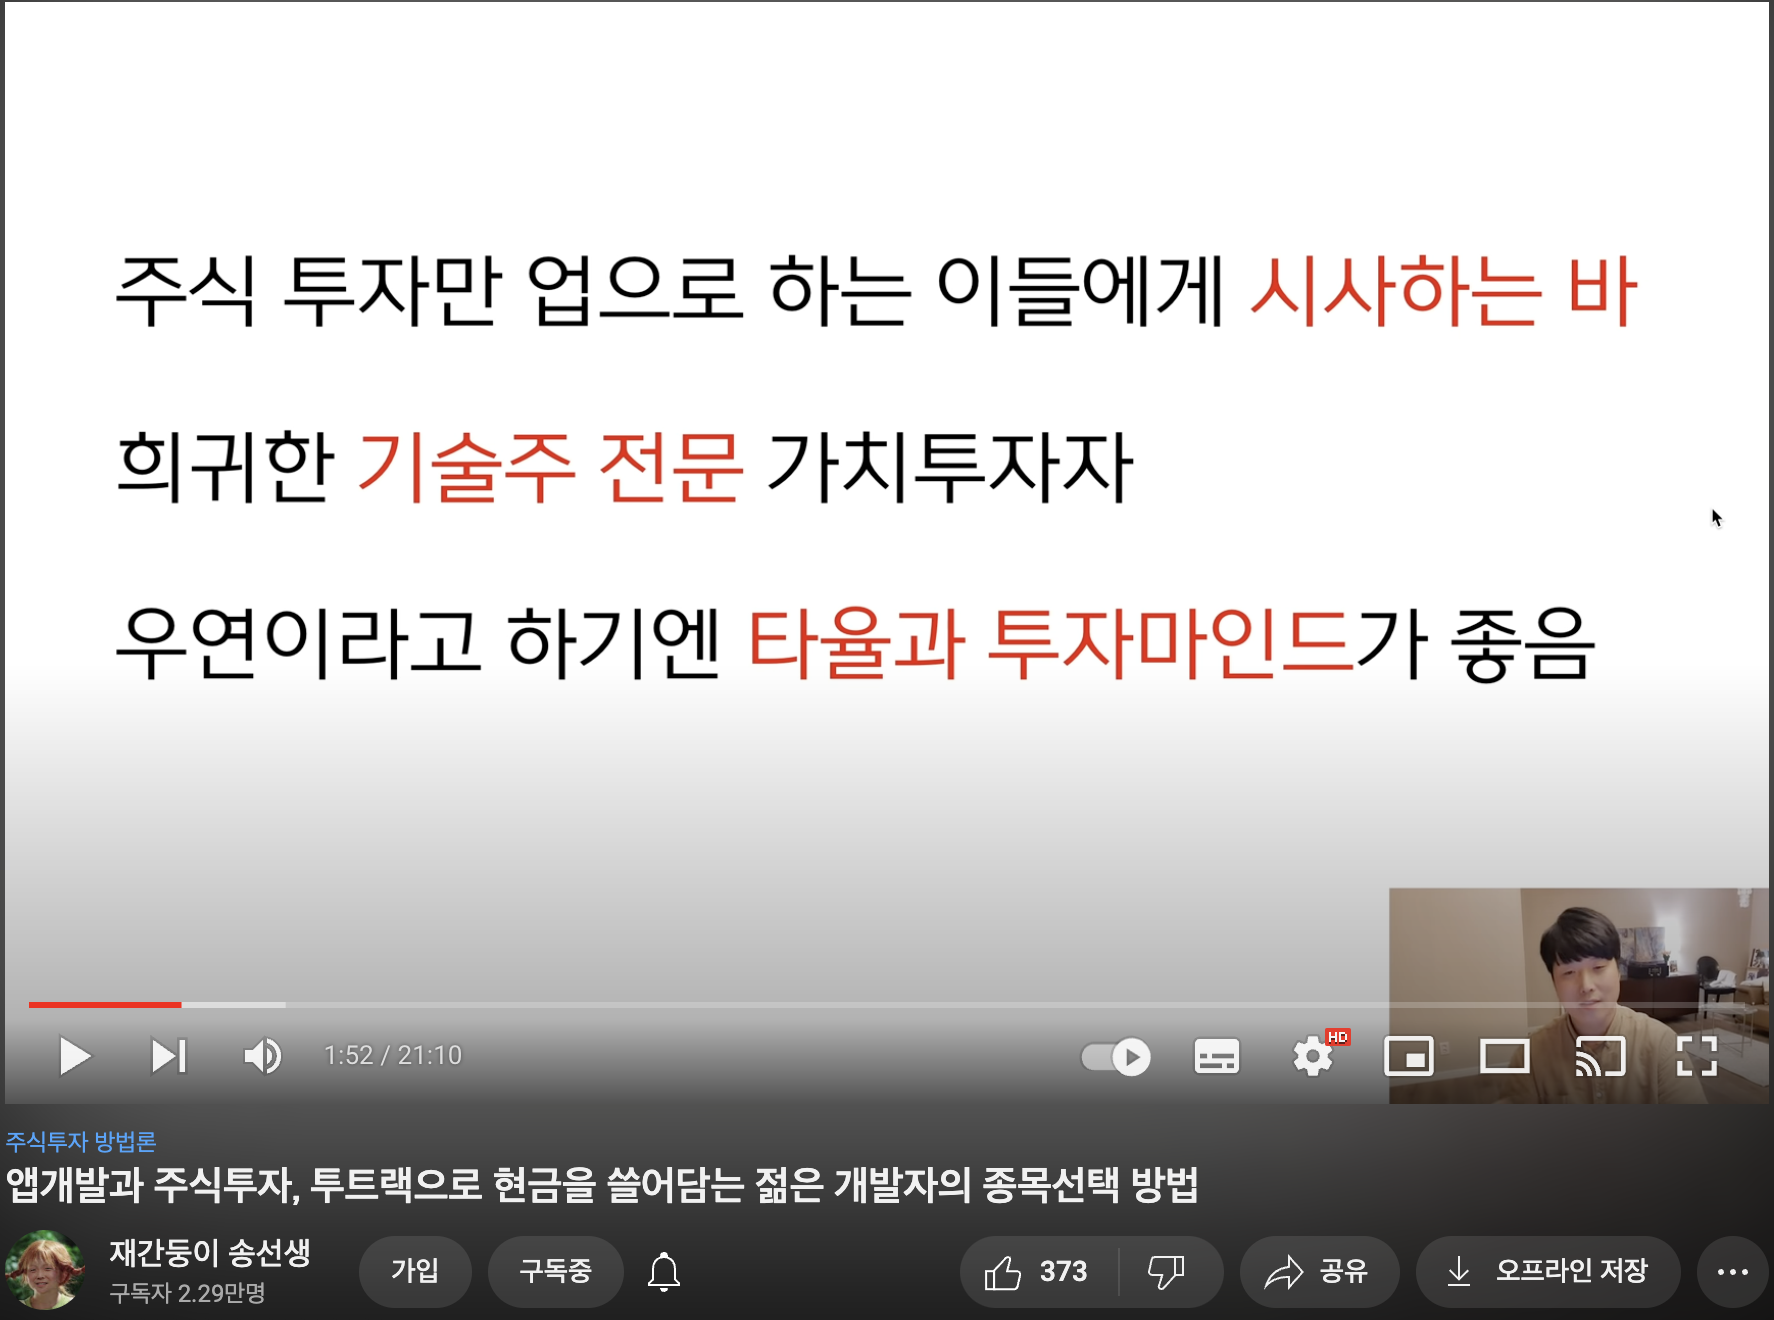 주식 투자만 업으로 하는 이들에게 시사하는 바
희귀한 기술주 전문 가치투자자
우연이라고 하기엔 타율과 투자마인드가 좋음
1:52 / 21:10
HD
주식투자 방법론
앱개발과 주식투자, 투트랙으로 현금을 쓸어담는 젊은 개발자의 종목선택 방법
재간둥이 송선생
구독자 2.29만명
가입
구독중
373
공유
오프라인 저장